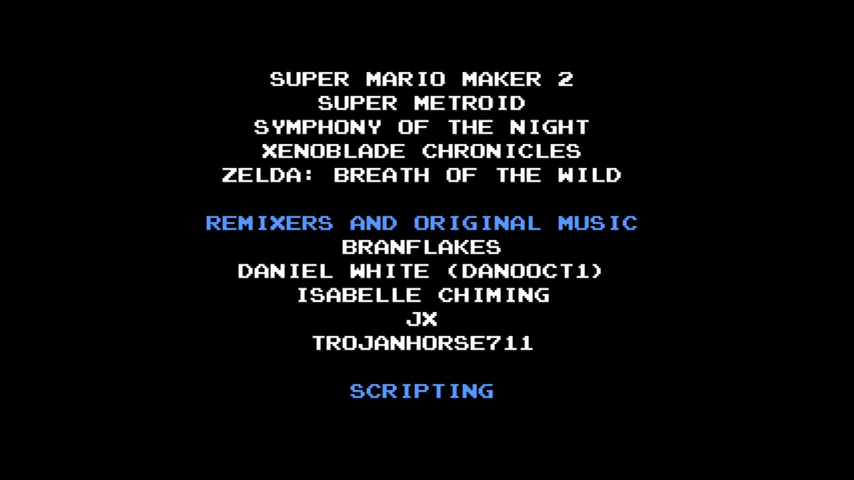 SUPER MARIO MAKER 2
SUPER METROID
SYMPHONY OF THE NIGHT
XENOBLADE CHRONICLES
ZELDA: BREATH OF THE WILD
REMIXERS AND ORIGINAL MUSIC
BRANFLAKES
DANIEL WHITE (DANOOCT1)
ISABELLE CHIMING
JX
TROJANHORSE711
SCRIPTING